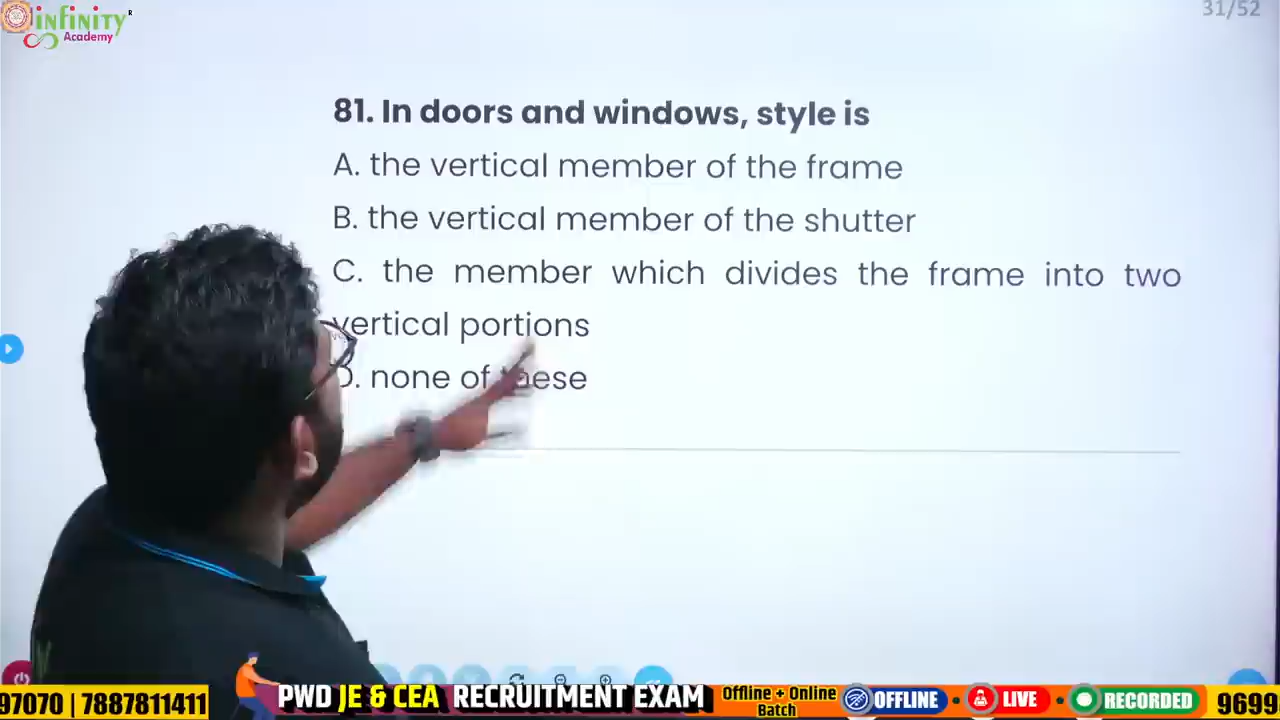 31/52
infinity
Academy
81. In doors and windows, style is
A. the vertical member of the frame
B. the vertical member of the shutter
C. the member which divides the frame into two
vertical portions
D. none of these
97070 | 7887811411
PWD JE & CEA RECRUITMENT EXAM
Offline + Online
Batch
OFFLINE
LIVE
RECORDED
9699